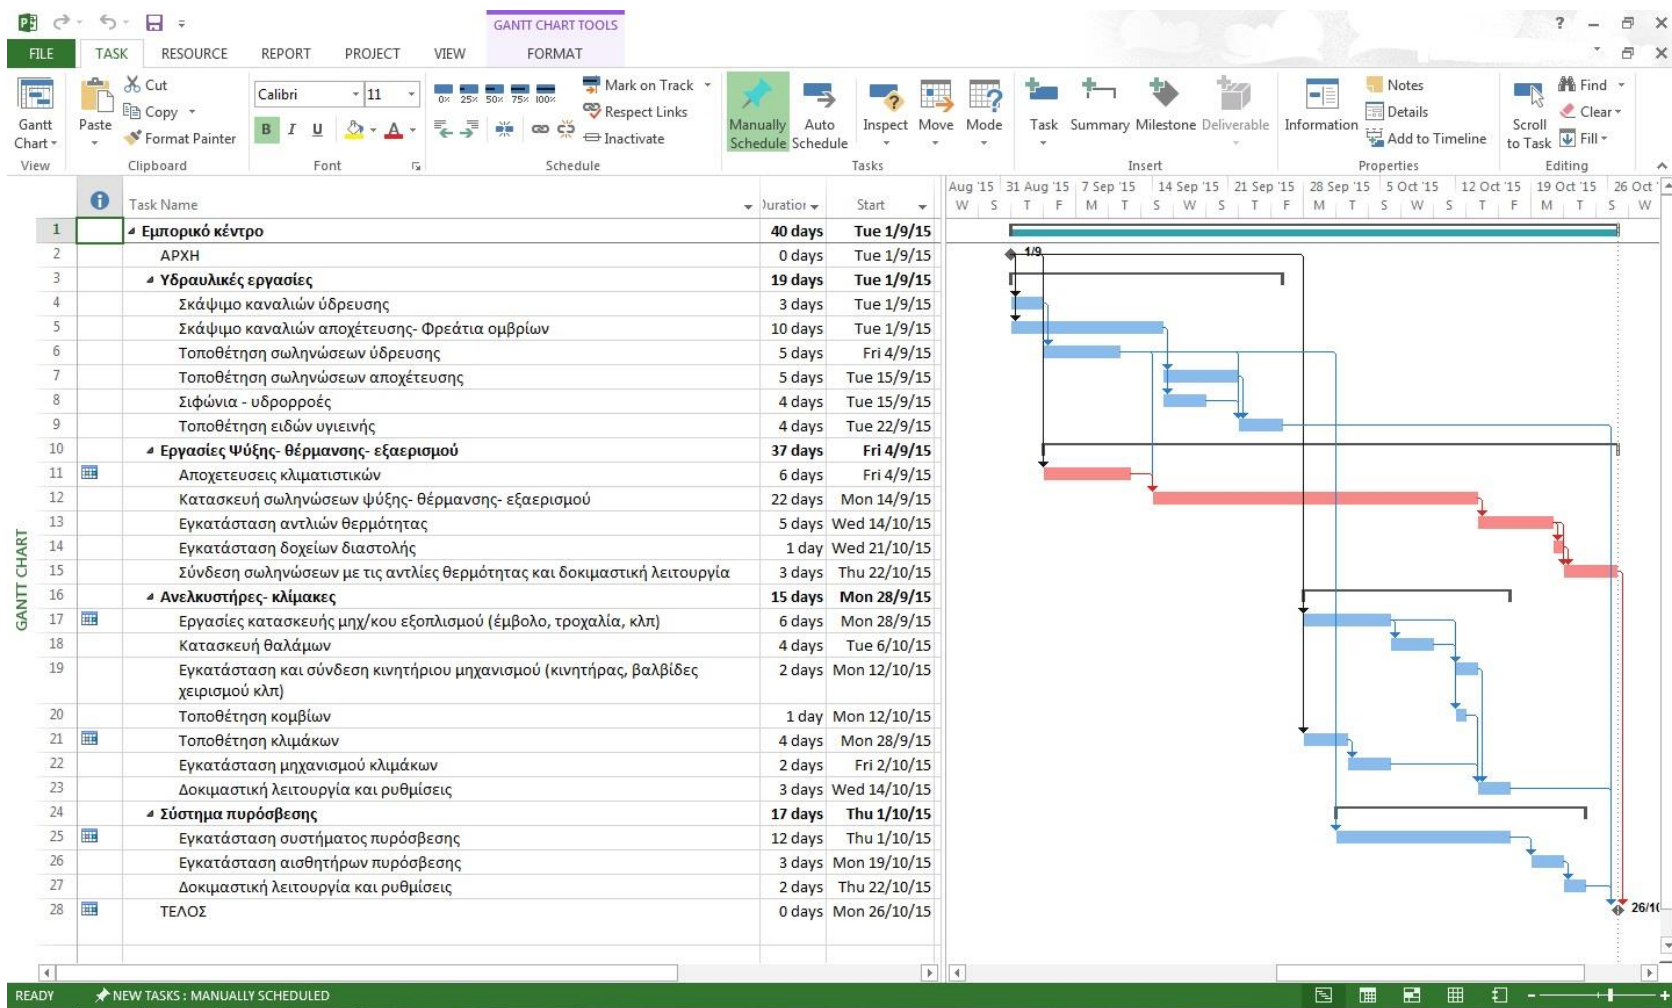 GANTT CHART TOOLS
FILE TASK RESOURCE REPORT PROJECT VIEW FORMAT
Gantt Chart
View
Paste
Cut
Copy
Format Painter
Clipboard
Calibri 11
B I U A
Font
0% 25% 50% 75% 100%
Mark on Track
Respect Links
Inactivate
Schedule
Manually Schedule
Auto Schedule
Inspect Move Mode
Tasks
Task Summary Milestone Deliverable
Insert
Information
Notes
Details
Add to Timeline
Properties
Scroll to Task
Find
Clear
Fill
Editing
Task Name Start
Aug '15 31 Aug '15 7 Sep '15 14 Sep '15 21 Sep '15 28 Sep '15 5 Oct '15 12 Oct '15 19 Oct '15 26 Oct '
W S T F M T S W S T F M T S W S T F M T S W
1 Εμπορικό κέντρο 40 days Tue 1/9/15
2 ΑΡΧΗ 0 days Tue 1/9/15 1/9
3 Υδραυλικές εργασίες 19 days Tue 1/9/15
4 Σκάψιμο καναλιών ύδρευσης 3 days Tue 1/9/15
5 Σκάψιμο καναλιών αποχέτευσης- Φρεάτια ομβρίων 10 days Tue 1/9/15
6 Τοποθέτηση σωληνώσεων ύδρευσης 5 days Fri 4/9/15
7 Τοποθέτηση σωληνώσεων αποχέτευσης 5 days Tue 15/9/15
8 Σιφώνια - υδρορροές 4 days Tue 15/9/15
9 Τοποθέτηση ειδών υγιεινής 4 days Tue 22/9/15
10 Εργασίες Ψύξης- θέρμανσης- εξαερισμού 37 days Fri 4/9/15
11 Αποχετευσεις κλιματιστικών 6 days Fri 4/9/15
12 Κατασκευή σωληνώσεων ψύξης- θέρμανσης- εξαερισμού 22 days Mon 14/9/15
13 Εγκατάσταση αντλιών θερμότητας 5 days Wed 14/10/15
14 Εγκατάσταση δοχείων διαστολής 1 day Wed 21/10/15
15 Σύνδεση σωληνώσεων με τις αντλίες θερμότητας και δοκιμαστική λειτουργία 3 days Thu 22/10/15
16 Ανελκυστήρες- κλίμακες 15 days Mon 28/9/15
17 Εργασίες κατασκευής μηχ/κου εξοπλισμού (έμβολο, τροχαλία, κλπ) 6 days Mon 28/9/15
18 Κατασκευή θαλάμων 4 days Tue 6/10/15
19 Εγκατάσταση και σύνδεση κινητήριου μηχανισμού (κινητήρας, βαλβίδες 2 days Mon 12/10/15
χειρισμού κλπ)
20 Τοποθέτηση κομβίων 1 day Mon 12/10/15
21 Τοποθέτηση κλιμάκων 4 days Mon 28/9/15
22 Εγκατάσταση μηχανισμού κλιμάκων 2 days Fri 2/10/15
23 Δοκιμαστική λειτουργία και ρυθμίσεις 3 days Wed 14/10/15
24 Σύστημα πυρόσβεσης 17 days Thu 1/10/15
25 Εγκατάσταση συστήματος πυρόσβεσης 12 days Thu 1/10/15
26 Εγκατάσταση αισθητήρων πυρόσβεσης 3 days Mon 19/10/15
27 Δοκιμαστική λειτουργία και ρυθμίσεις 2 days Thu 22/10/15
28 ΤΕΛΟΣ 0 days Mon 26/10/15
GANTT CHART
READY NEW TASKS : MANUALLY SCHEDULED